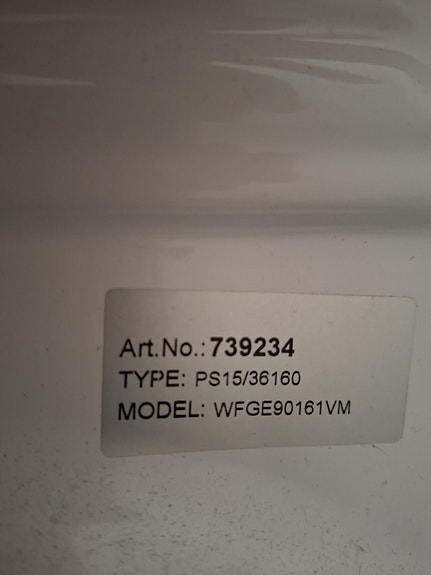 Art.No.: 739234
TYPE: PS15/36160
MODEL: WFGE90161VM